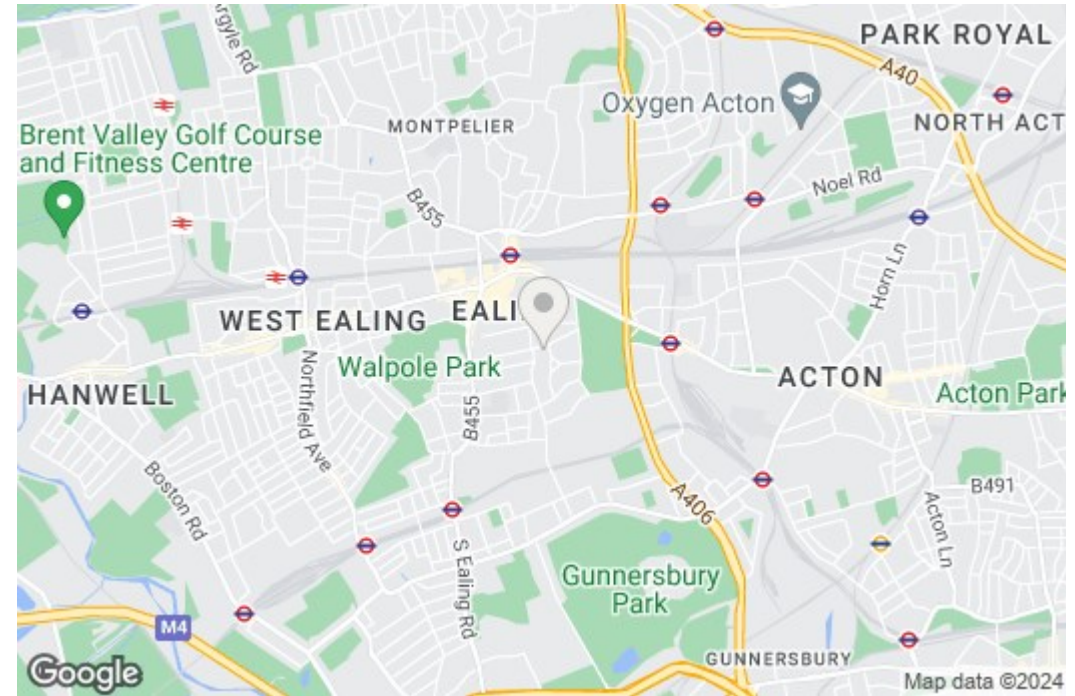 rgyle Rd
PARK ROYAL
A40
Oxygen Acton
Brent Valley Golf Course
and Fitness Centre
MONTPELIER
NORTH ACT
Noel Rd
B455
Horn Ln
WEST EALING
EALI
Walpole Park
ACTON
HANWELL
Acton Park
Northfield Ave
B455
Boston Rd
A406
B491
Acton Ln
S Ealing Rd
Gunnersbury
Park
M4
GUNNERSBURY
Google
Map data ©2024